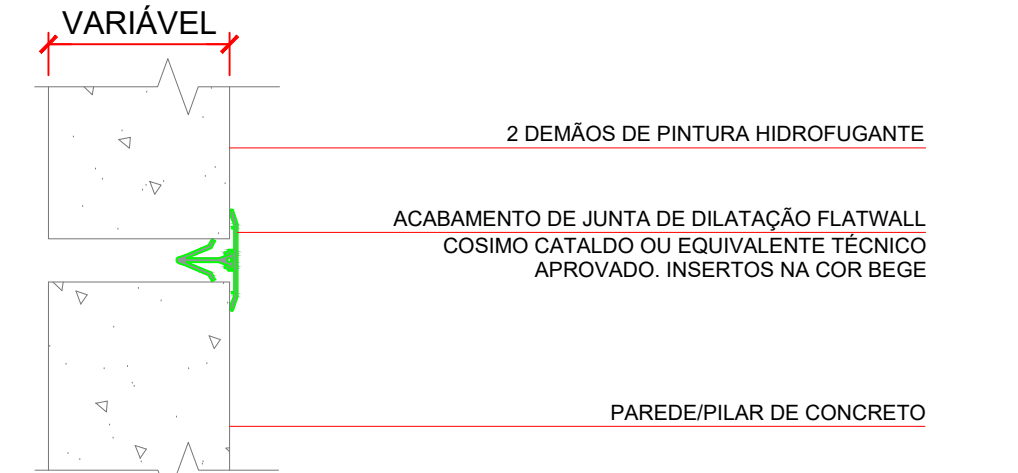 VARIÁVEL
2 DEMÃOS DE PINTURA HIDROFUGANTE
ACABAMENTO DE JUNTA DE DILATAÇÃO FLATWALL
COSIMO CATALDO OU EQUIVALENTE TÉCNICO
APROVADO. INSERTOS NA COR BEGE
PAREDE/PILAR DE CONCRETO